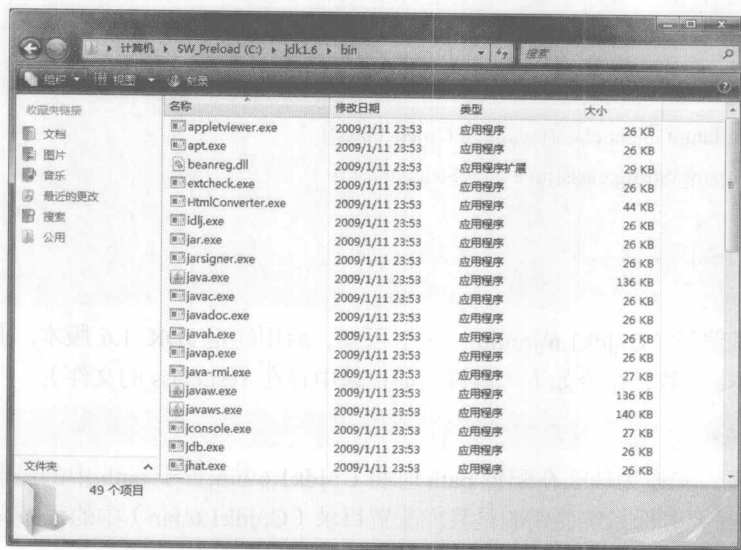 计算机 ▸ SW_Preload (C:) ▸ jdk1.6 ▸ bin
搜索
组织 视图 刻录
收藏夹链接
文档
图片
音乐
最近的更改
搜索
公用
文件夹
名称 修改日期 类型 大小
appletviewer.exe 2009/1/11 23:53 应用程序 26 KB
apt.exe 2009/1/11 23:53 应用程序 26 KB
beanreg.dll 2009/1/11 23:53 应用程序扩展 29 KB
extcheck.exe 2009/1/11 23:53 应用程序 26 KB
HtmlConverter.exe 2009/1/11 23:53 应用程序 44 KB
idlj.exe 2009/1/11 23:53 应用程序 26 KB
jar.exe 2009/1/11 23:53 应用程序 26 KB
jarsigner.exe 2009/1/11 23:53 应用程序 26 KB
java.exe 2009/1/11 23:53 应用程序 136 KB
javac.exe 2009/1/11 23:53 应用程序 26 KB
javadoc.exe 2009/1/11 23:53 应用程序 26 KB
javah.exe 2009/1/11 23:53 应用程序 26 KB
javap.exe 2009/1/11 23:53 应用程序 26 KB
java-rmi.exe 2009/1/11 23:53 应用程序 27 KB
javaw.exe 2009/1/11 23:53 应用程序 136 KB
javaws.exe 2009/1/11 23:53 应用程序 140 KB
jconsole.exe 2009/1/11 23:53 应用程序 27 KB
jdb.exe 2009/1/11 23:53 应用程序 26 KB
jhat.exe 2009/1/11 23:53 应用程序 26 KB
49 个项目